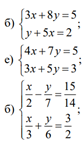 б) { 3x + 8y = 5
y + 5x = 2 ;
е) { 4x + 7y = 5
3x + 5y = 3 ;
б) { x/2 − y/7 = 15/14
x/3 + y/6 = 3/2 ;